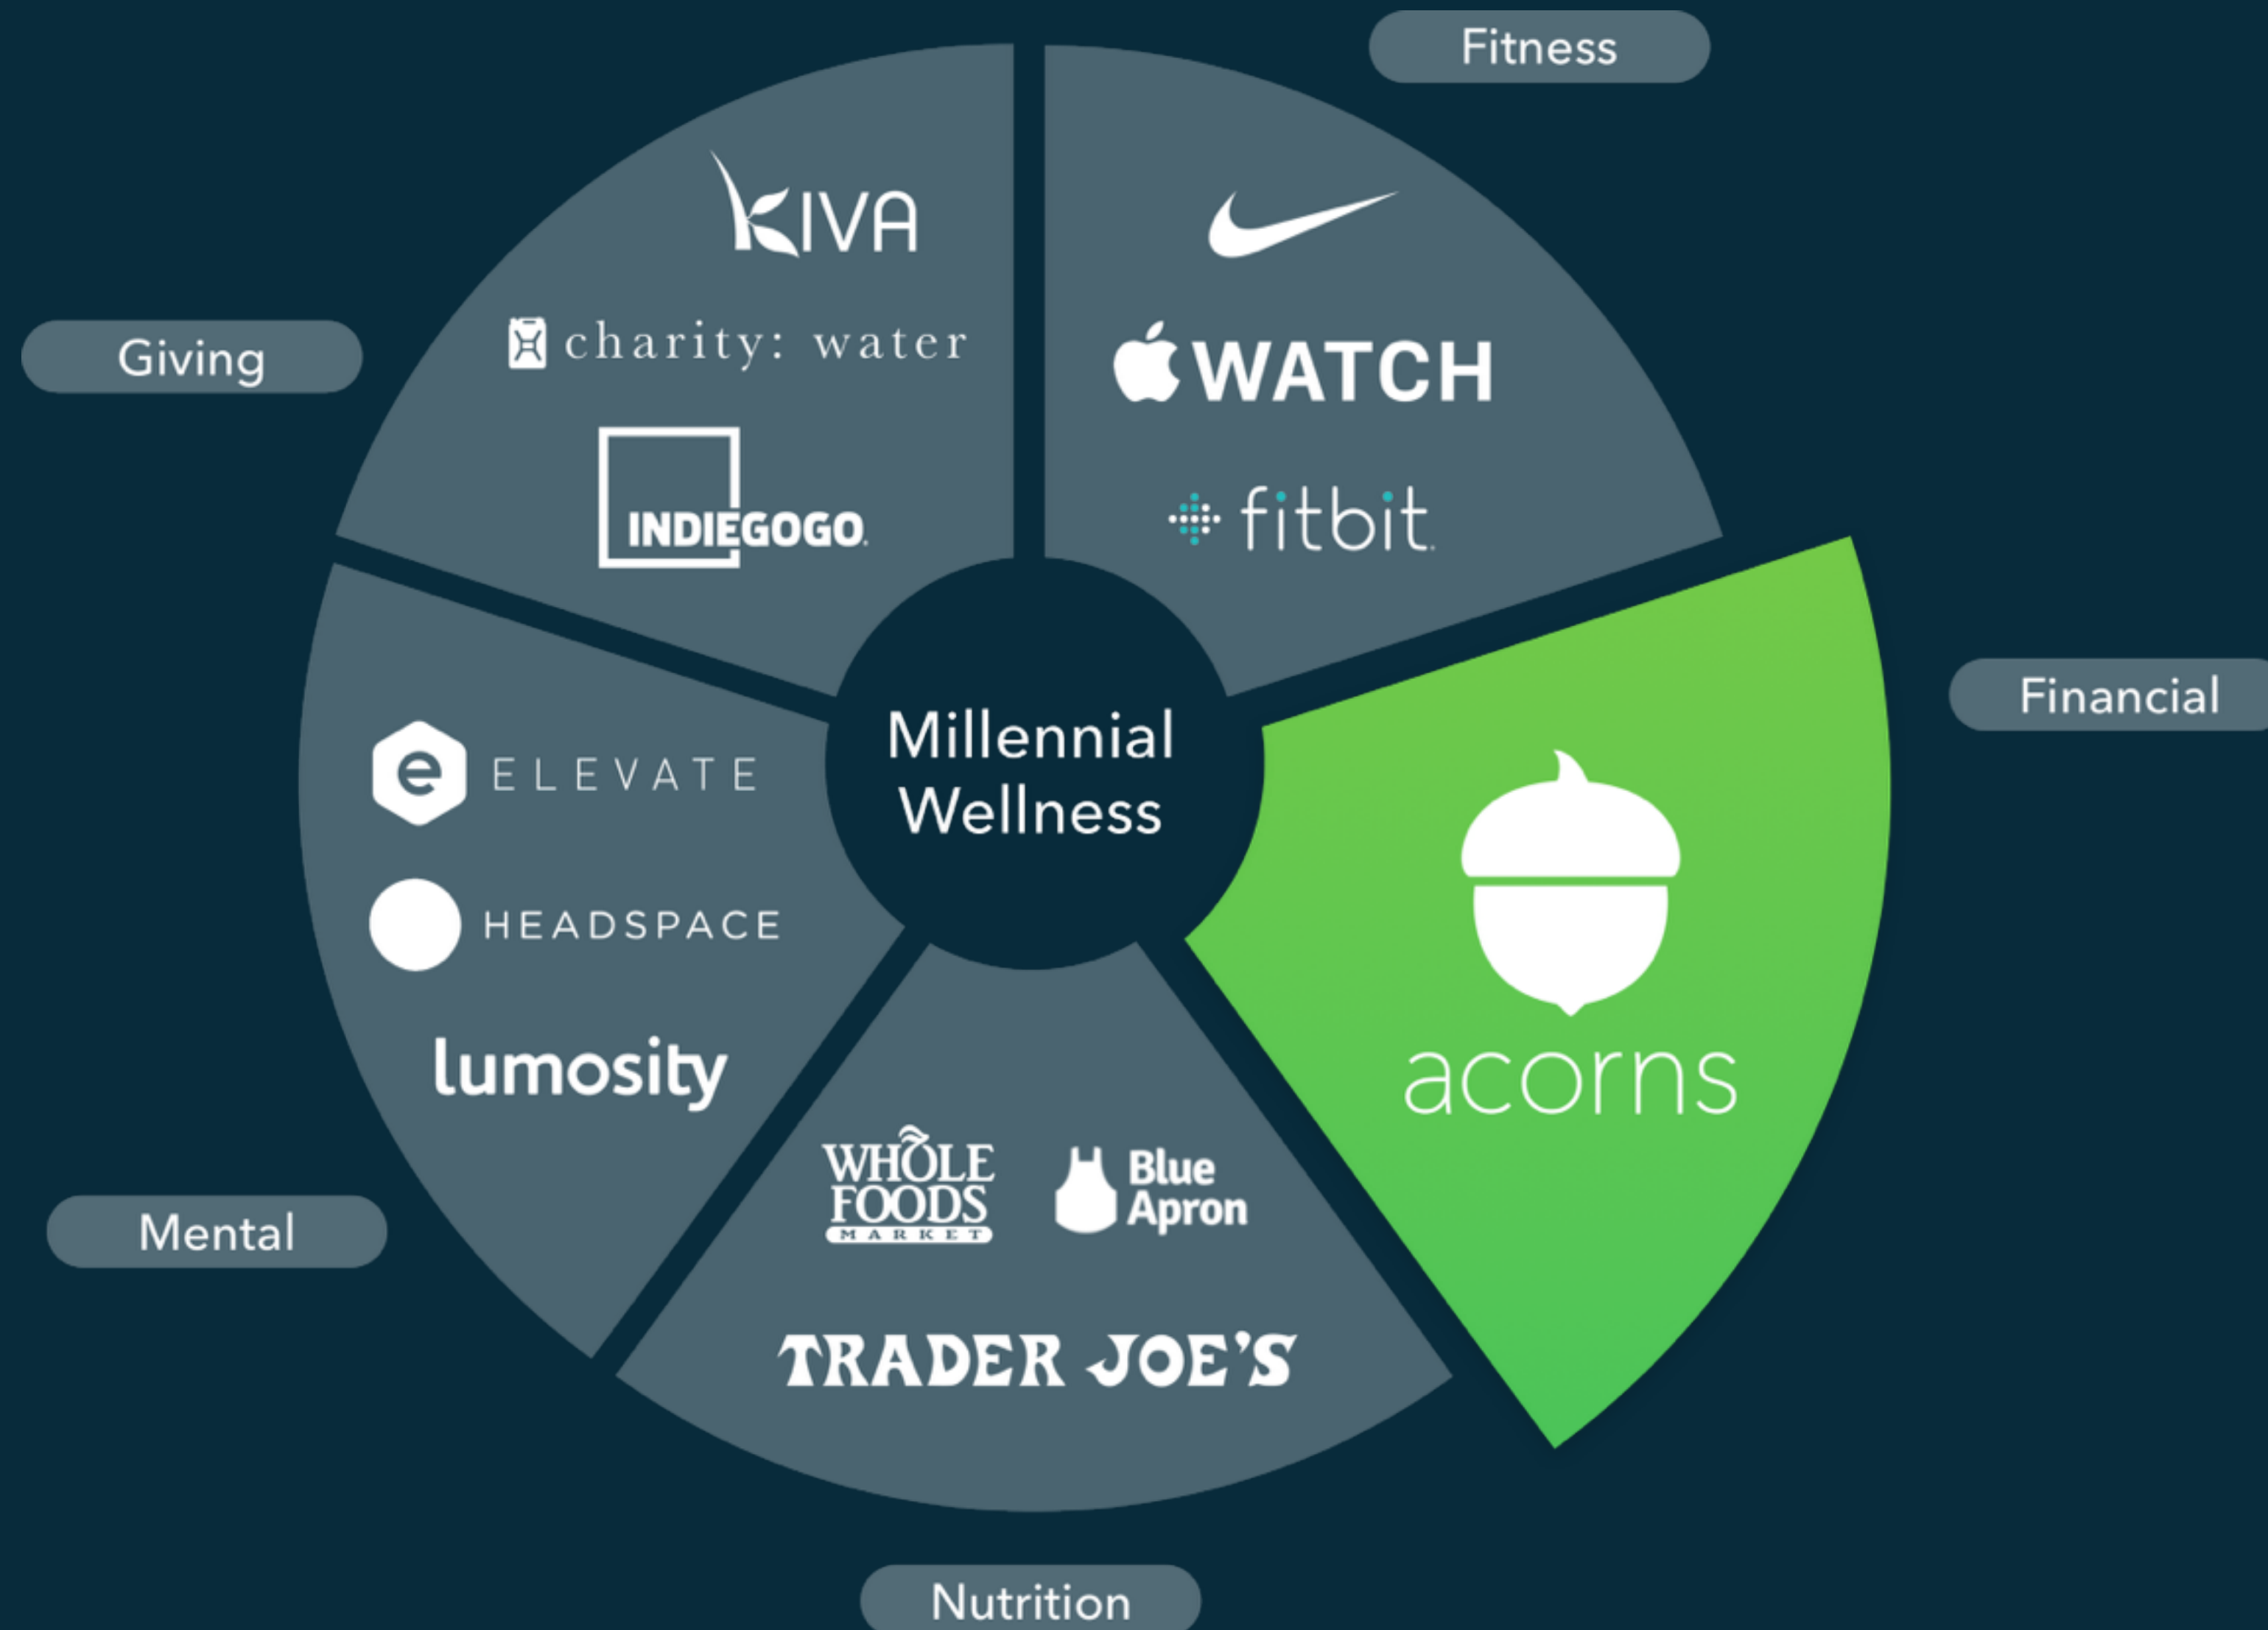 Fitness
KIVA
charity: water
WATCH
Giving
INDIEGOGO.
fitbit.
Financial
Millennial
Wellness
e ELEVATE
HEADSPACE
acorns
lumosity
WHOLE
FOODS
MARKET
Blue
Apron
Mental
TRADER JOE'S
Nutrition